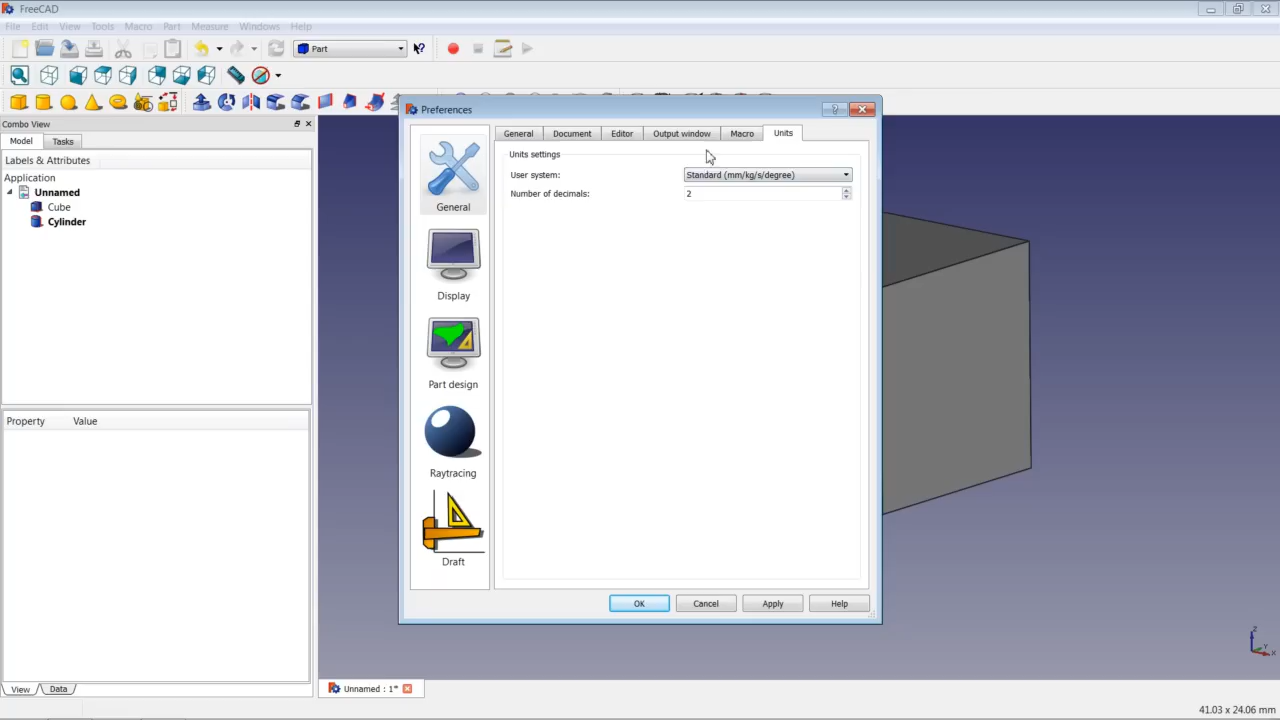 FreeCAD
File Edit View Tools Macro Part Measure Windows Help
Part
Combo View
Model Tasks
Labels & Attributes
Application
Unnamed
Cube
Cylinder
Property Value
View Data
Preferences
General
Display
Part design
Raytracing
Draft
General Document Editor Output window Macro Units
Units settings
User system: Standard (mm/kg/s/degree)
Number of decimals: 2
OK Cancel Apply Help
Z
Y
X
Unnamed : 1*
41.03 x 24.06 mm